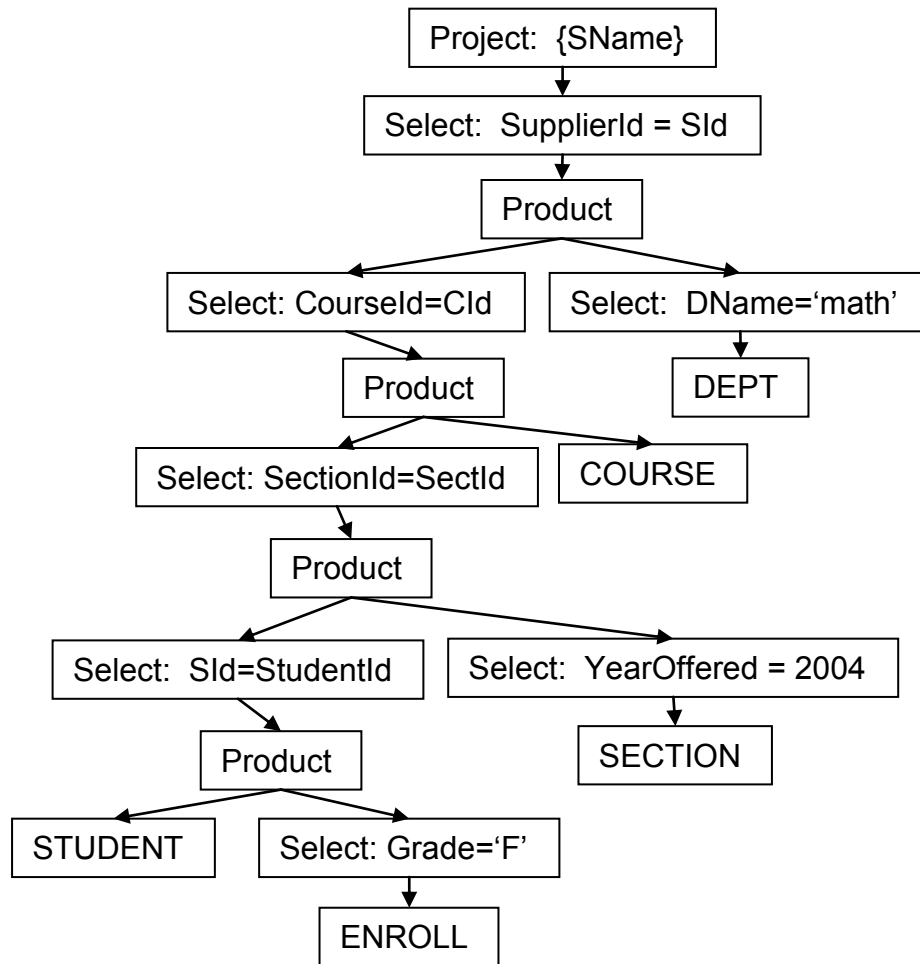 Project: {SName}
Select: SupplierId = SId
Product
Select: CourseId=CId
Select: DName=‘math’
Product
DEPT
Select: SectionId=SectId
COURSE
Product
Select: SId=StudentId
Select: YearOffered = 2004
Product
SECTION
STUDENT
Select: Grade=‘F’
ENROLL